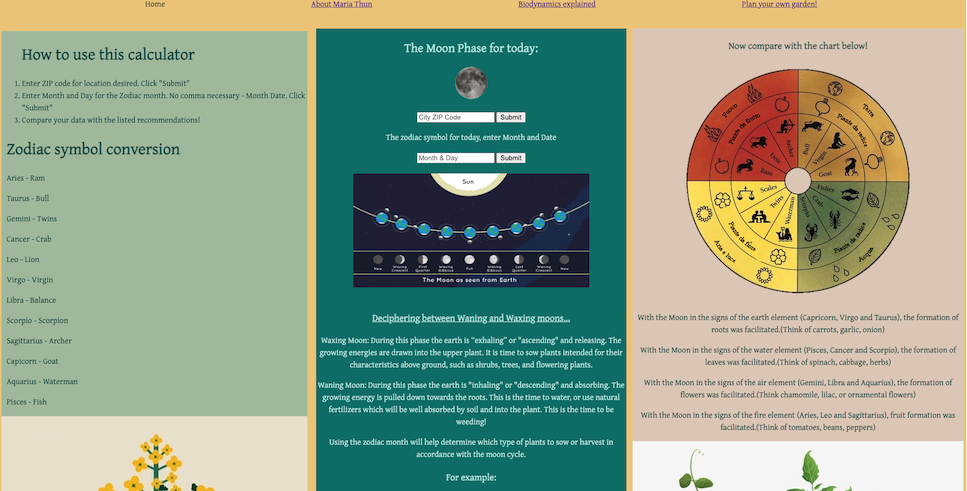 Home
About Maria Thun
Biodynamics explained
Plan your own garden!
How to use this calculator
1. Enter ZIP code for location desired. Click "Submit"
2. Enter Month and Day for the Zodiac month. No comma necessary - Month Date. Click
"Submit"
3. Compare your data with the listed recommendations!
Zodiac symbol conversion
Aries - Ram
Taurus - Bull
Gemini - Twins
Cancer - Crab
Leo - Lion
Virgo - Virgin
Libra - Balance
Scorpio - Scorpion
Sagittarius - Archer
Capicorn - Goat
Aquarius - Waterman
Pisces - Fish
The Moon Phase for today:
City ZIP Code
Submit
The zodiac symbol for today, enter Month and Date
Month & Day
Submit
Sun
New
Waxing
Crescent
First
Quarter
Waxing
Gibbous
Full
Waning
Gibbous
Last
Quarter
Waning
Crescent
New
The Moon as seen from Earth
Deciphering between Waning and Waxing moons...
Waxing Moon: During this phase the earth is "exhaling" or "ascending" and releasing. The
growing energies are drawn into the upper plant. It is time to sow plants intended for their
characteristics above ground, such as shrubs, trees, and flowering plants.
Waning Moon: During this phase the earth is "inhaling" or "descending" and absorbing. The
growing energy is pulled down towards the roots. This is the time to water, or use natural
fertilizers which will be well absorbed by soil and into the plant. This is the time to be
weeding!
Using the zodiac month will help determine which type of plants to sow or harvest in
accordance with the moon cycle.
For example:
Now compare with the chart below!
Fuoco
Piante da frutto
Ram
Lion
Archer
Terra
Piante da radice
Bull
Virgin
Goat
Aria e luce
Piante da fiore
Scales
Twins
Waterman
Acqua
Piante da radice
Fishes
Crab
Scorpio
With the Moon in the signs of the earth element (Capricorn, Virgo and Taurus), the formation of
roots was facilitated.(Think of carrots, garlic, onion)
With the Moon in the signs of the water element (Pisces, Cancer and Scorpio), the formation of
leaves was facilitated.(Think of spinach, cabbage, herbs)
With the Moon in the signs of the air element (Gemini, Libra and Aquarius), the formation of
flowers was facilitated.(Think chamomile, lilac, or ornamental flowers)
With the Moon in the signs of the fire element (Aries, Leo and Sagittarius), fruit formation was
facilitated.(Think of tomatoes, beans, peppers)